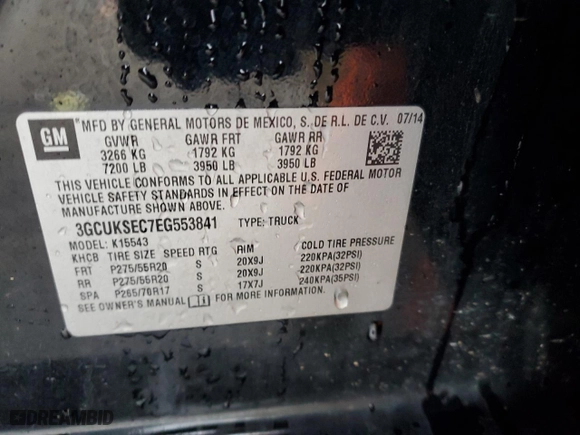 GM
MFD BY GENERAL MOTORS DE MEXICO, S. DE R.L. DE C.V. 07/14
GVWR GAWR FRT GAWR RR
3266 KG 1792 KG 1792 KG
7200 LB 3950 LB 3950 LB
THIS VEHICLE CONFORMS TO ALL APPLICABLE U.S. FEDERAL MOTOR
VEHICLE SAFETY STANDARDS IN EFFECT ON THE DATE OF
MANUFACTURE SHOWN ABOVE.
3GCUKSEC7EG553841 TYPE: TRUCK
MODEL: K15543
KHCB TIRE SIZE SPEED RTG RIM COLD TIRE PRESSURE
FRT P275/55R20 S 20X9J 220KPA(32PSI)
RR P275/55R20 S 20X9J 220KPA(32PSI)
SPA P265/70R17 S 17X7J 240KPA(35PSI)
SEE OWNER'S MANUAL FOR MORE INFORMATION.
DREAMBID